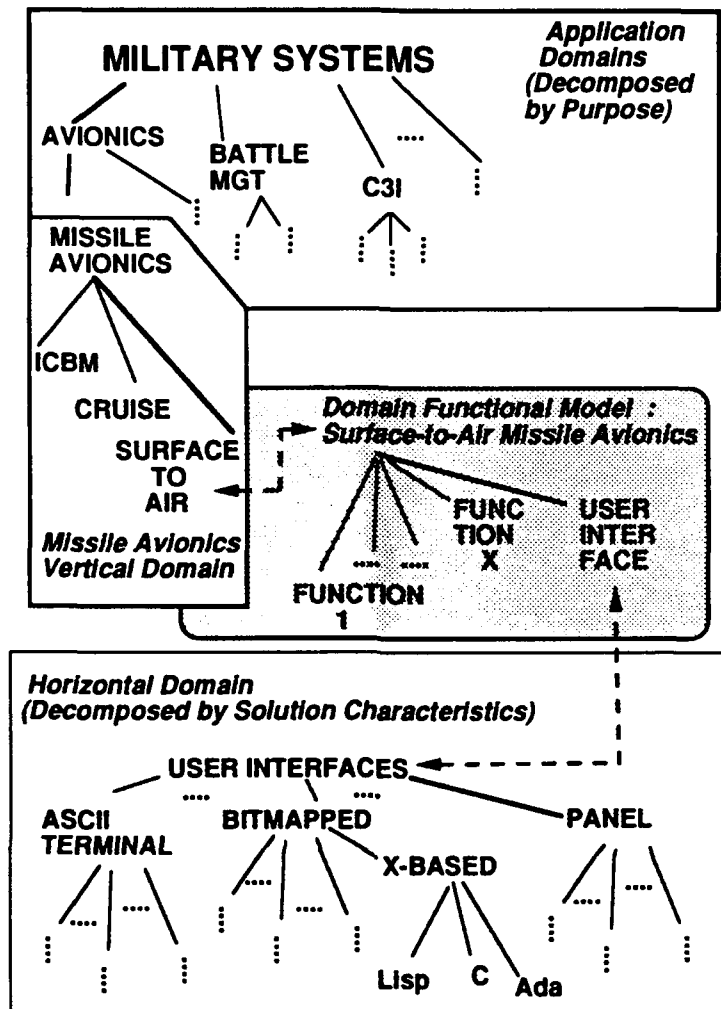 MILITARY SYSTEMS
Application
Domains
(Decomposed
by Purpose)
AVIONICS
BATTLE
MGT
C3I
MISSILE
AVIONICS
ICBM
CRUISE
SURFACE
TO
AIR
Missile Avionics
Vertical Domain
Domain Functional Model :
Surface-to-Air Missile Avionics
FUNC
TION
X
USER
INTER
FACE
FUNCTION
1
Horizontal Domain
(Decomposed by Solution Characteristics)
USER INTERFACES
ASCII
TERMINAL
BITMAPPED
PANEL
X-BASED
Lisp
C
Ada